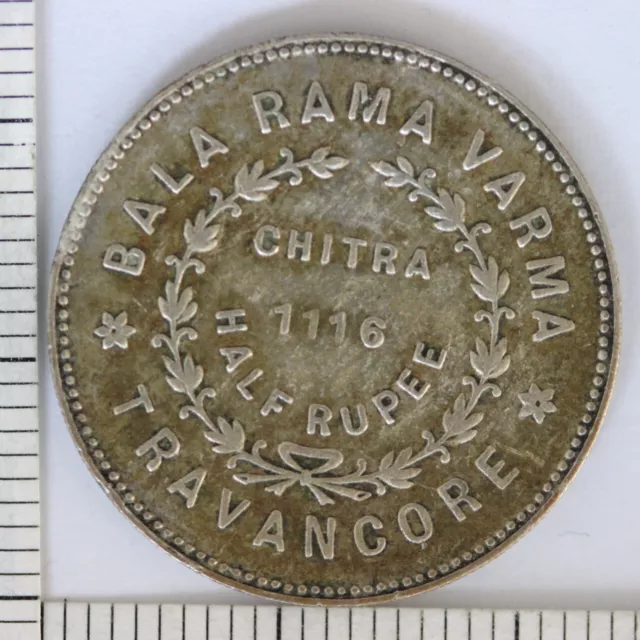 BALA RAMA VARMA
CHITRA
1116
HALF RUPEE
TRAVANCORE